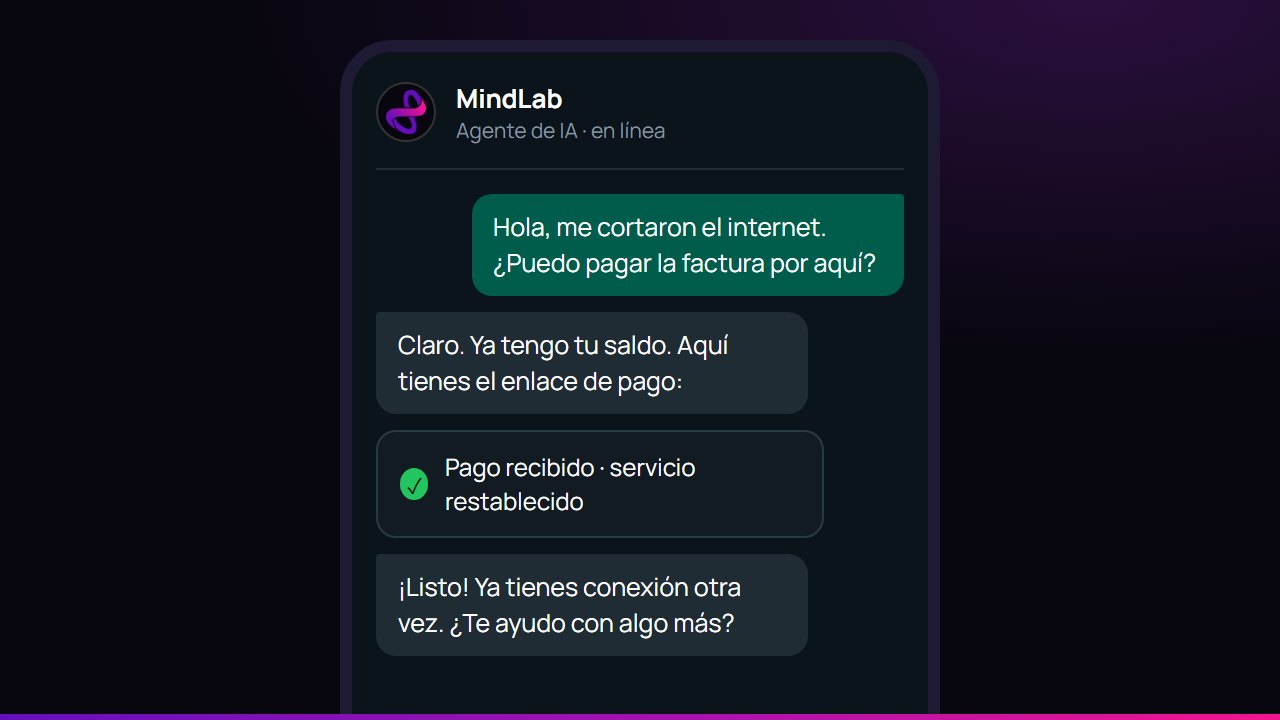 MindLab
Agente de IA · en línea
Hola, me cortaron el internet.
¿Puedo pagar la factura por aquí?
Claro. Ya tengo tu saldo. Aquí
tienes el enlace de pago:
Pago recibido · servicio
restablecido
¡Listo! Ya tienes conexión otra
vez. ¿Te ayudo con algo más?